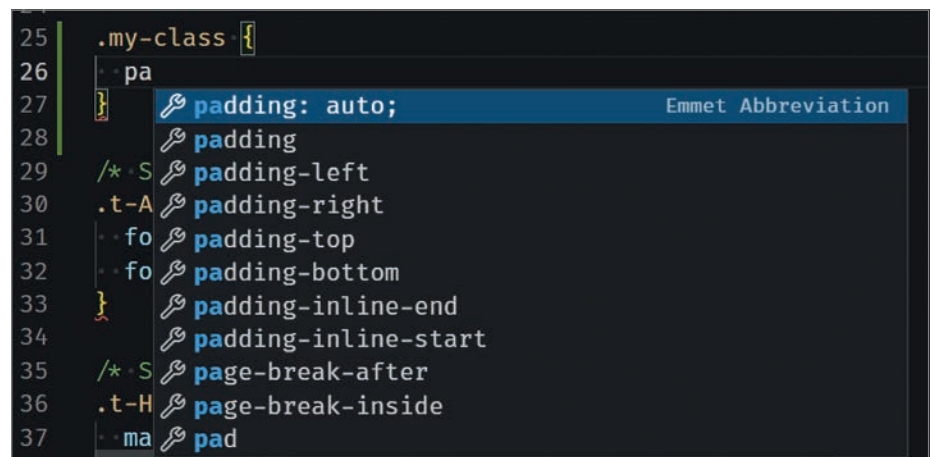 25 .my-class {
26 pa
27 } padding: auto; Emmet Abbreviation
28 padding
29 /* S padding-left
30 .t-A padding-right
31 fo padding-top
32 fo padding-bottom
33 } padding-inline-end
34 padding-inline-start
35 /* S page-break-after
36 .t-H page-break-inside
37 ma pad